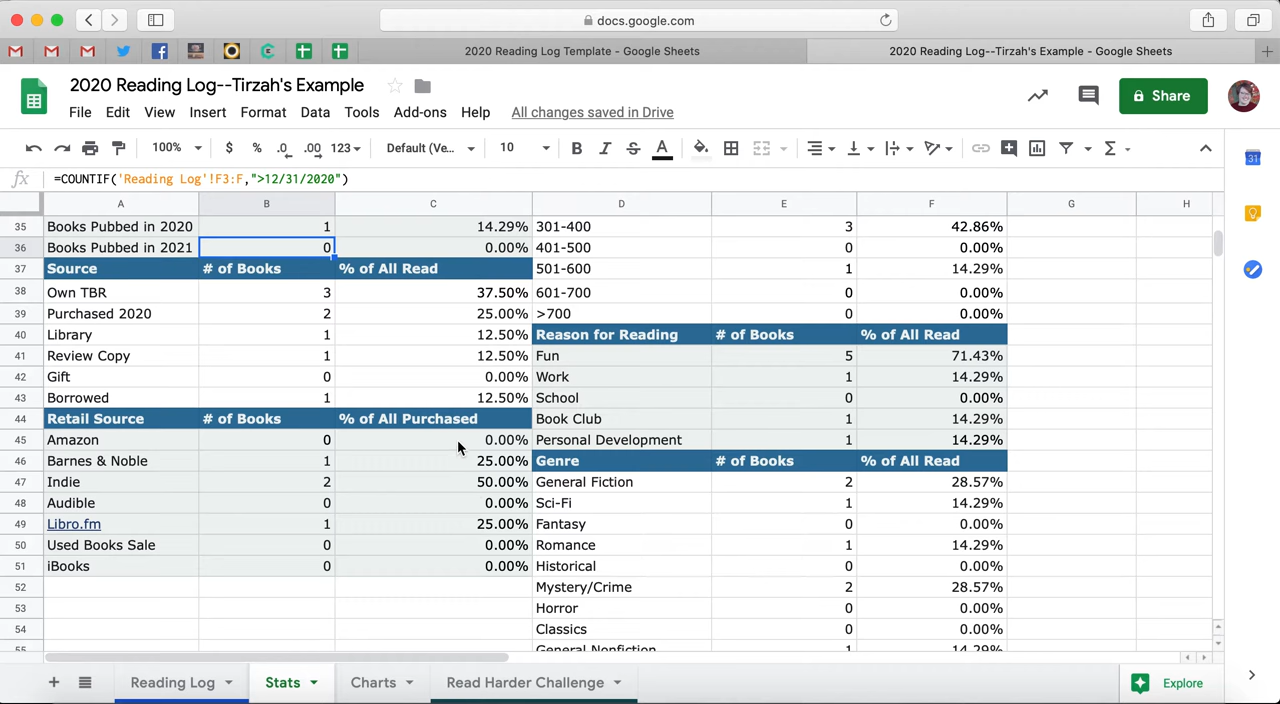 docs.google.com
2020 Reading Log Template - Google Sheets
2020 Reading Log--Tirzah's Example - Google Sheets
2020 Reading Log--Tirzah's Example
File Edit View Insert Format Data Tools Add-ons Help All changes saved in Drive
Share
100% $ % .0 .00 123 Default (Ve... 10 B I S A
fx =COUNTIF('Reading Log'!F3:F,">12/31/2020")
A B C D E F G H
35 Books Pubbed in 2020 1 14.29% 301-400 3 42.86%
36 Books Pubbed in 2021 0 0.00% 401-500 0 0.00%
37 Source # of Books % of All Read 501-600 1 14.29%
38 Own TBR 3 37.50% 601-700 0 0.00%
39 Purchased 2020 2 25.00% >700 0 0.00%
40 Library 1 12.50% Reason for Reading # of Books % of All Read
41 Review Copy 1 12.50% Fun 5 71.43%
42 Gift 0 0.00% Work 1 14.29%
43 Borrowed 1 12.50% School 0 0.00%
44 Retail Source # of Books % of All Purchased Book Club 1 14.29%
45 Amazon 0 0.00% Personal Development 1 14.29%
46 Barnes & Noble 1 25.00% Genre # of Books % of All Read
47 Indie 2 50.00% General Fiction 2 28.57%
48 Audible 0 0.00% Sci-Fi 1 14.29%
49 Libro.fm 1 25.00% Fantasy 0 0.00%
50 Used Books Sale 0 0.00% Romance 1 14.29%
51 iBooks 0 0.00% Historical 0 0.00%
52 Mystery/Crime 2 28.57%
53 Horror 0 0.00%
54 Classics 0 0.00%
55 General Nonfiction 1 14.29%
Reading Log Stats Charts Read Harder Challenge Explore